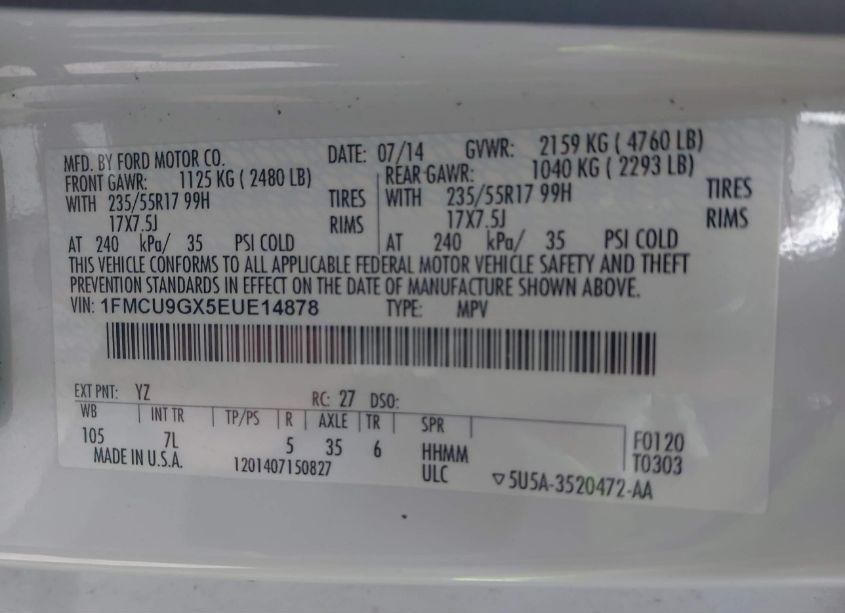 MFD. BY FORD MOTOR CO. DATE: 07/14 GVWR: 2159 KG ( 4760 LB)
FRONT GAWR: 1125 KG ( 2480 LB) REAR GAWR: 1040 KG ( 2293 LB)
WITH 235/55R17 99H TIRES WITH 235/55R17 99H TIRES
17X7.5J RIMS 17X7.5J RIMS
AT 240 kPa/ 35 PSI COLD AT 240 kPa/ 35 PSI COLD
THIS VEHICLE CONFORMS TO ALL APPLICABLE FEDERAL MOTOR VEHICLE SAFETY AND THEFT
PREVENTION STANDARDS IN EFFECT ON THE DATE OF MANUFACTURE SHOWN ABOVE.
VIN: 1FMCU9GX5EUE14878 TYPE: MPV
EXT PNT: YZ RC: 27 DSO:
WB INT TR TP/PS R AXLE TR SPR
105 7L 5 35 6 HHMM F0120
MADE IN U.S.A. 1201407150827 ULC T0303
5U5A-3520472-AA